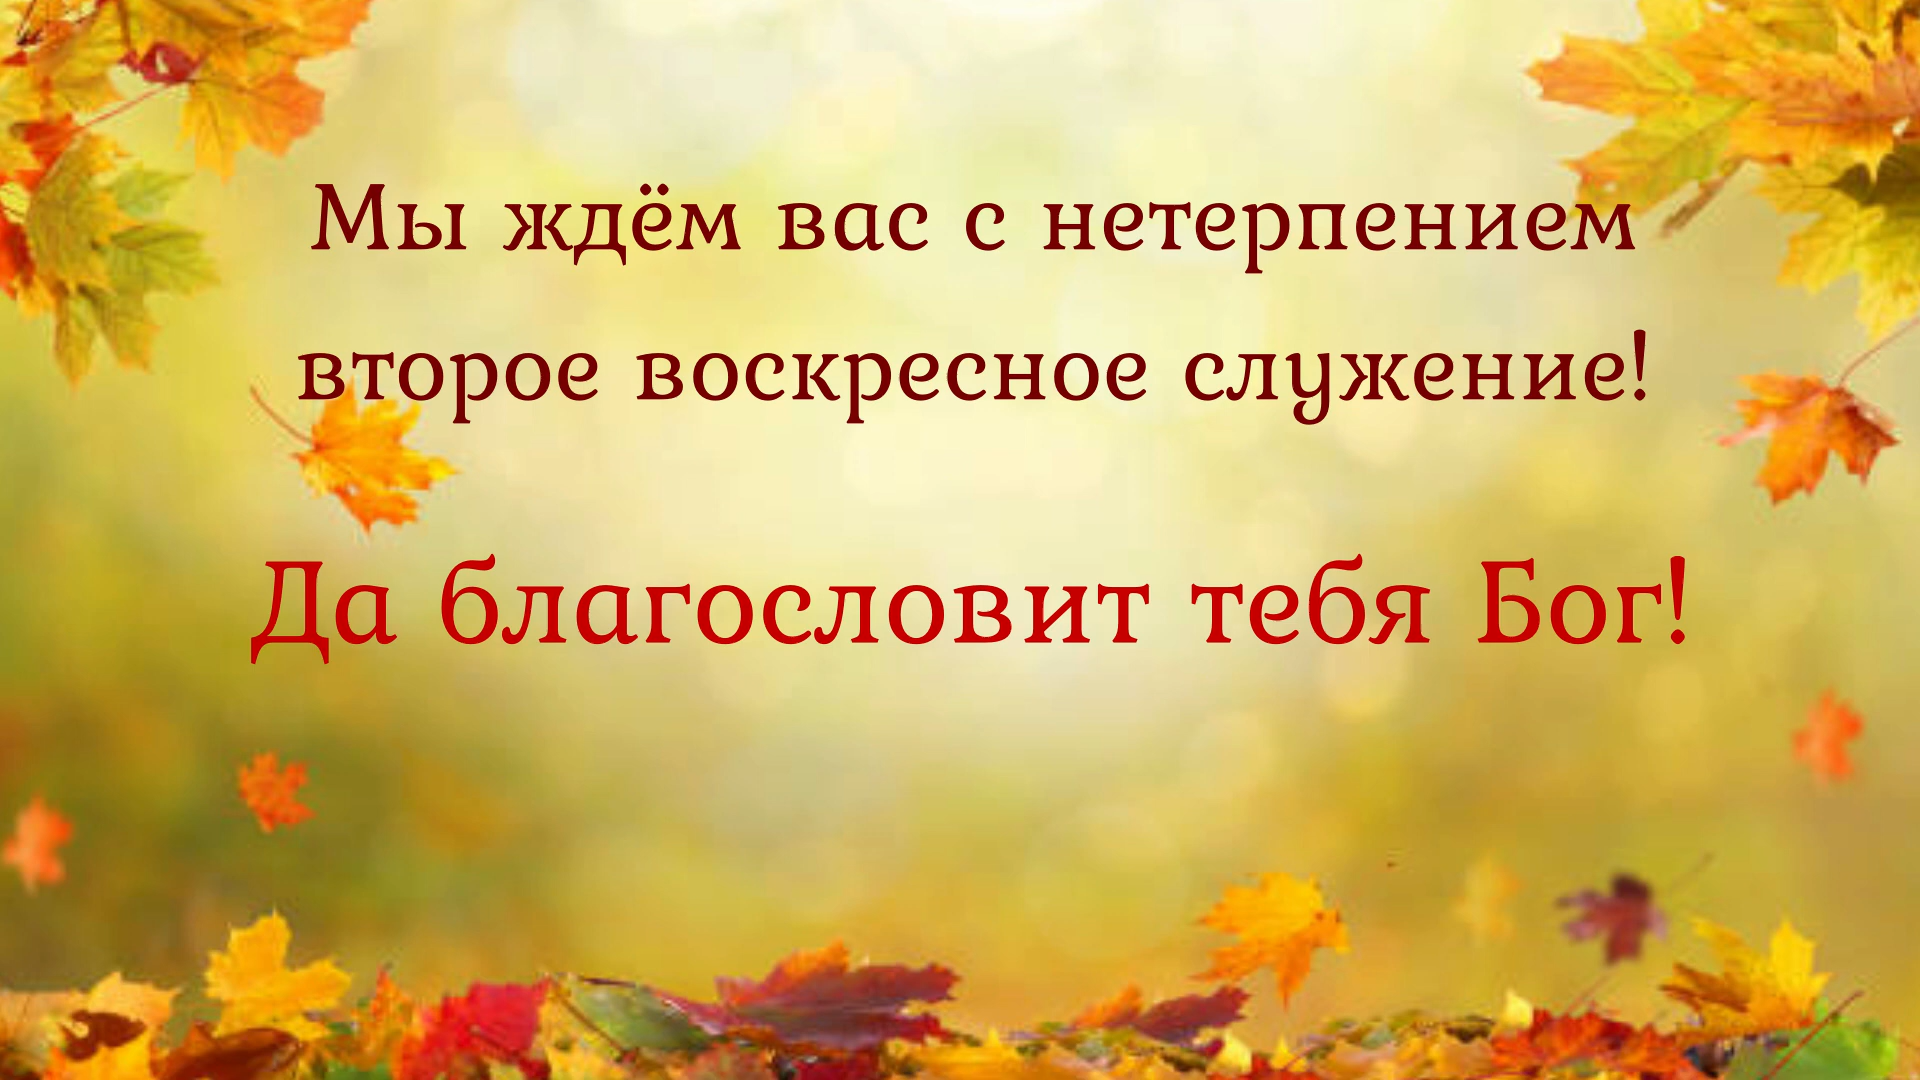 Мы ждём вас с нетерпением
второе воскресное служение!
Да благословит тебя Бог!